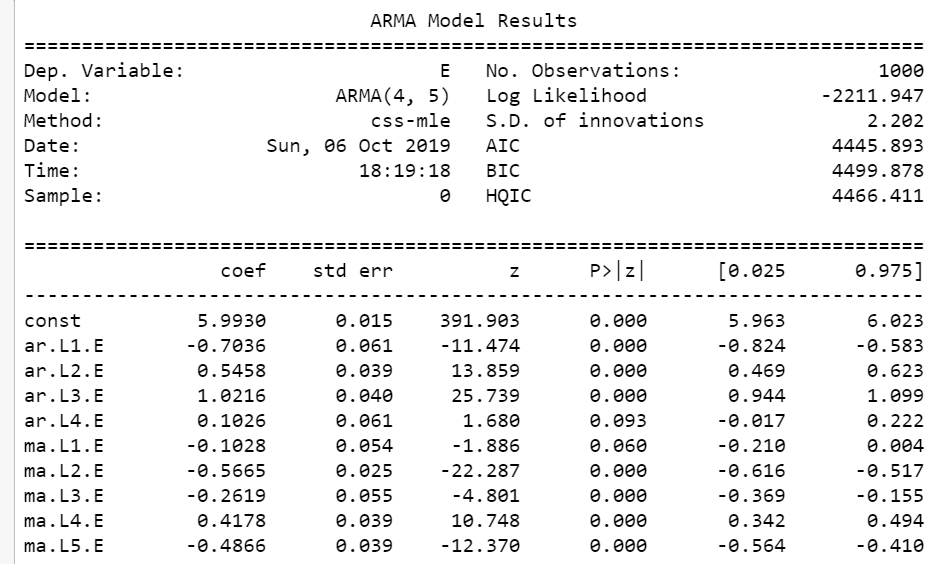 ARMA Model Results
==============================================================================
Dep. Variable: E No. Observations: 1000
Model: ARMA(4, 5) Log Likelihood -2211.947
Method: css-mle S.D. of innovations 2.202
Date: Sun, 06 Oct 2019 AIC 4445.893
Time: 18:19:18 BIC 4499.878
Sample: 0 HQIC 4466.411
==============================================================================
coef std err z P>|z| [0.025 0.975]
------------------------------------------------------------------------------
const 5.9930 0.015 391.903 0.000 5.963 6.023
ar.L1.E -0.7036 0.061 -11.474 0.000 -0.824 -0.583
ar.L2.E 0.5458 0.039 13.859 0.000 0.469 0.623
ar.L3.E 1.0216 0.040 25.739 0.000 0.944 1.099
ar.L4.E 0.1026 0.061 1.680 0.093 -0.017 0.222
ma.L1.E -0.1028 0.054 -1.886 0.060 -0.210 0.004
ma.L2.E -0.5665 0.025 -22.287 0.000 -0.616 -0.517
ma.L3.E -0.2619 0.055 -4.801 0.000 -0.369 -0.155
ma.L4.E 0.4178 0.039 10.748 0.000 0.342 0.494
ma.L5.E -0.4866 0.039 -12.370 0.000 -0.564 -0.410